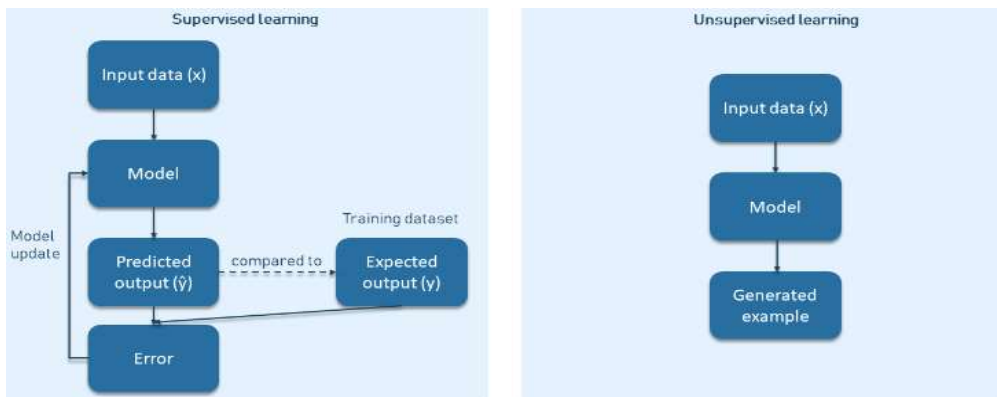 Supervised learning
Input data (x)
Model
Model
update
Predicted
output (ŷ)
compared to
Training dataset
Expected
output (y)
Error
Unsupervised learning
Input data (x)
Model
Generated
example